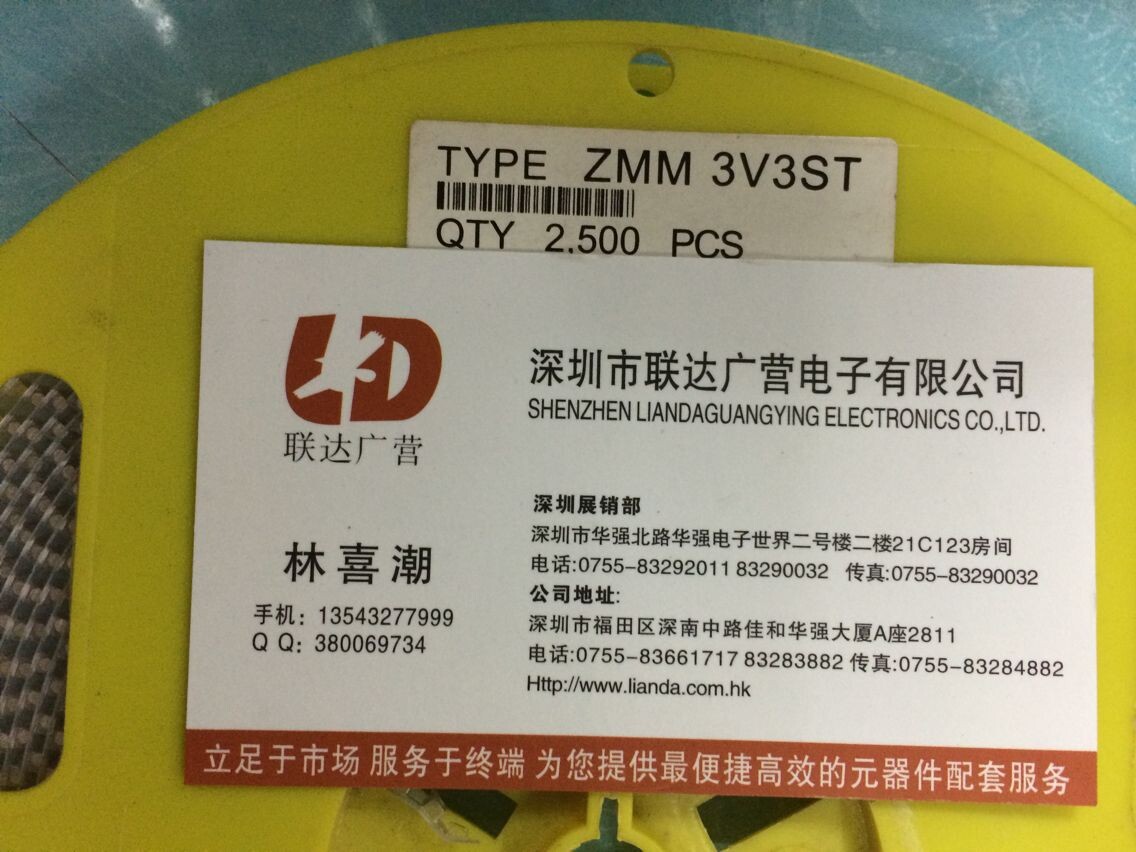 TYPE ZMM 3V3ST
QTY 2,500 PCS
LD
联达广营
深圳市联达广营电子有限公司
SHENZHEN LIANDAGUANGYING ELECTRONICS CO.,LTD.
林喜潮
手机：13543277999
Q Q：380069734
深圳展销部
深圳市华强北路华强电子世界二号楼二楼21C123房间
电话:0755-83292011 83290032 传真:0755-83290032
公司地址:
深圳市福田区深南中路佳和华强大厦A座2811
电话:0755-83661717 83283882 传真:0755-83284882
Http://www.lianda.com.hk
立足于市场 服务于终端 为您提供最便捷高效的元器件配套服务